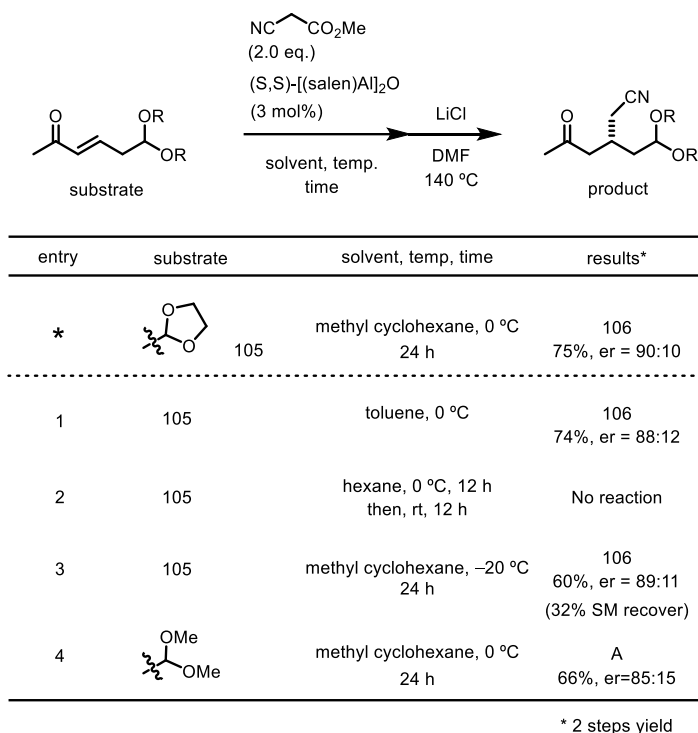 NC CO₂Me
(2.0 eq.)
(S,S)-[(salen)Al]₂O
(3 mol%)
LiCl
solvent, temp.
time
DMF
140 ºC
O
OR
OR
substrate
CN
O
OR
OR
product
entry substrate solvent, temp, time results*
* O O 105 methyl cyclohexane, 0 ºC
24 h
106
75%, er = 90:10
1 105 toluene, 0 ºC 106
74%, er = 88:12
2 105 hexane, 0 ºC, 12 h
then, rt, 12 h
No reaction
3 105 methyl cyclohexane, –20 ºC
24 h
106
60%, er = 89:11
(32% SM recover)
4 OMe
OMe
methyl cyclohexane, 0 ºC
24 h
A
66%, er=85:15
* 2 steps yield